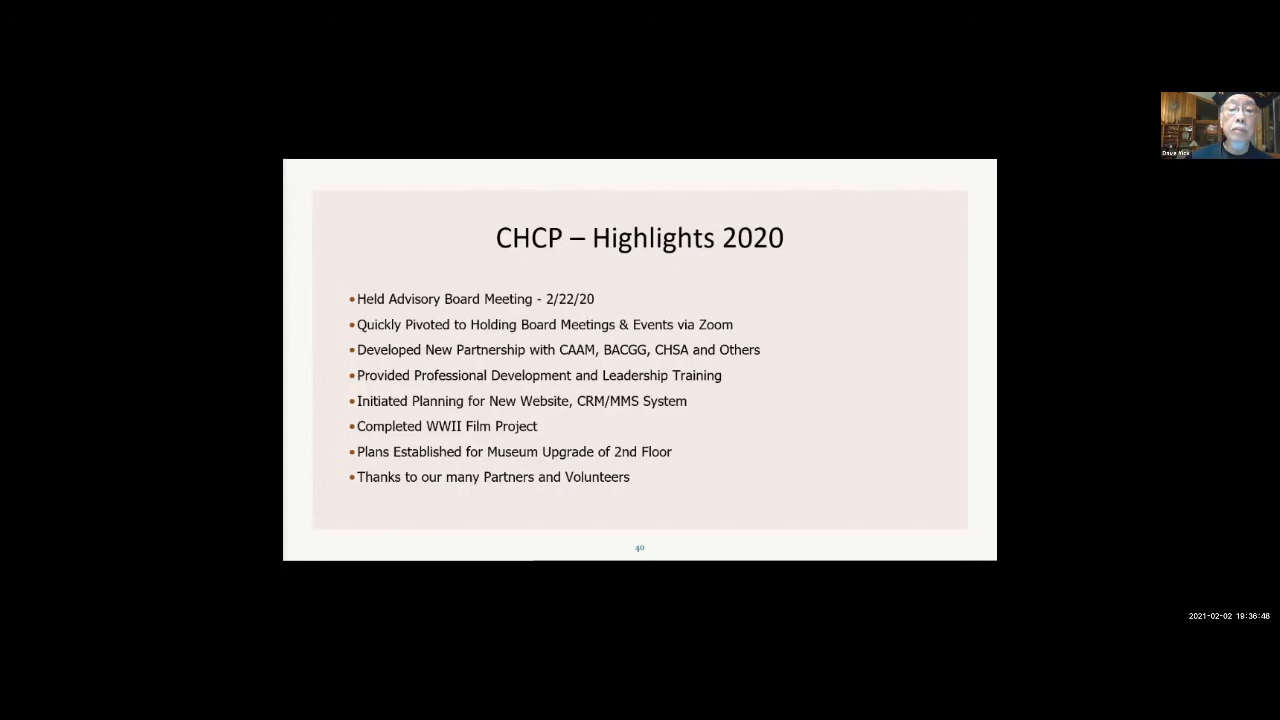 CHCP – Highlights 2020
•Held Advisory Board Meeting - 2/22/20
•Quickly Pivoted to Holding Board Meetings & Events via Zoom
•Developed New Partnership with CAAM, BACGG, CHSA and Others
•Provided Professional Development and Leadership Training
•Initiated Planning for New Website, CRM/MMS System
•Completed WWII Film Project
•Plans Established for Museum Upgrade of 2nd Floor
•Thanks to our many Partners and Volunteers
40
Dave Yick
2021-02-02 19:36:48